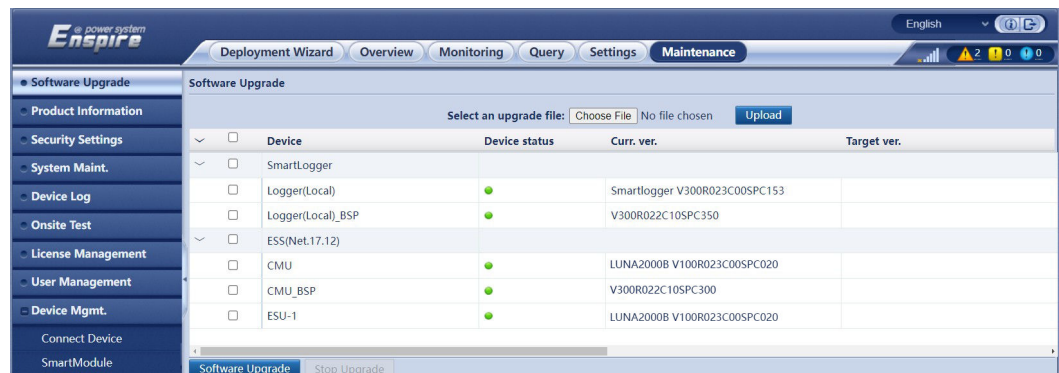 @ power system
Enspire
English
Deployment Wizard Overview Monitoring Query Settings Maintenance
2 0 0
Software Upgrade
Product Information
Security Settings
System Maint.
Device Log
Onsite Test
License Management
User Management
Device Mgmt.
Connect Device
SmartModule
Software Upgrade
Select an upgrade file: Choose File No file chosen Upload
Device Device status Curr. ver. Target ver.
SmartLogger
Logger(Local) Smartlogger V300R023C00SPC153
Logger(Local)_BSP V300R022C10SPC350
ESS(Net.17.12)
CMU LUNA2000B V100R023C00SPC020
CMU_BSP V300R022C10SPC300
ESU-1 LUNA2000B V100R023C00SPC020
Software Upgrade Stop Upgrade